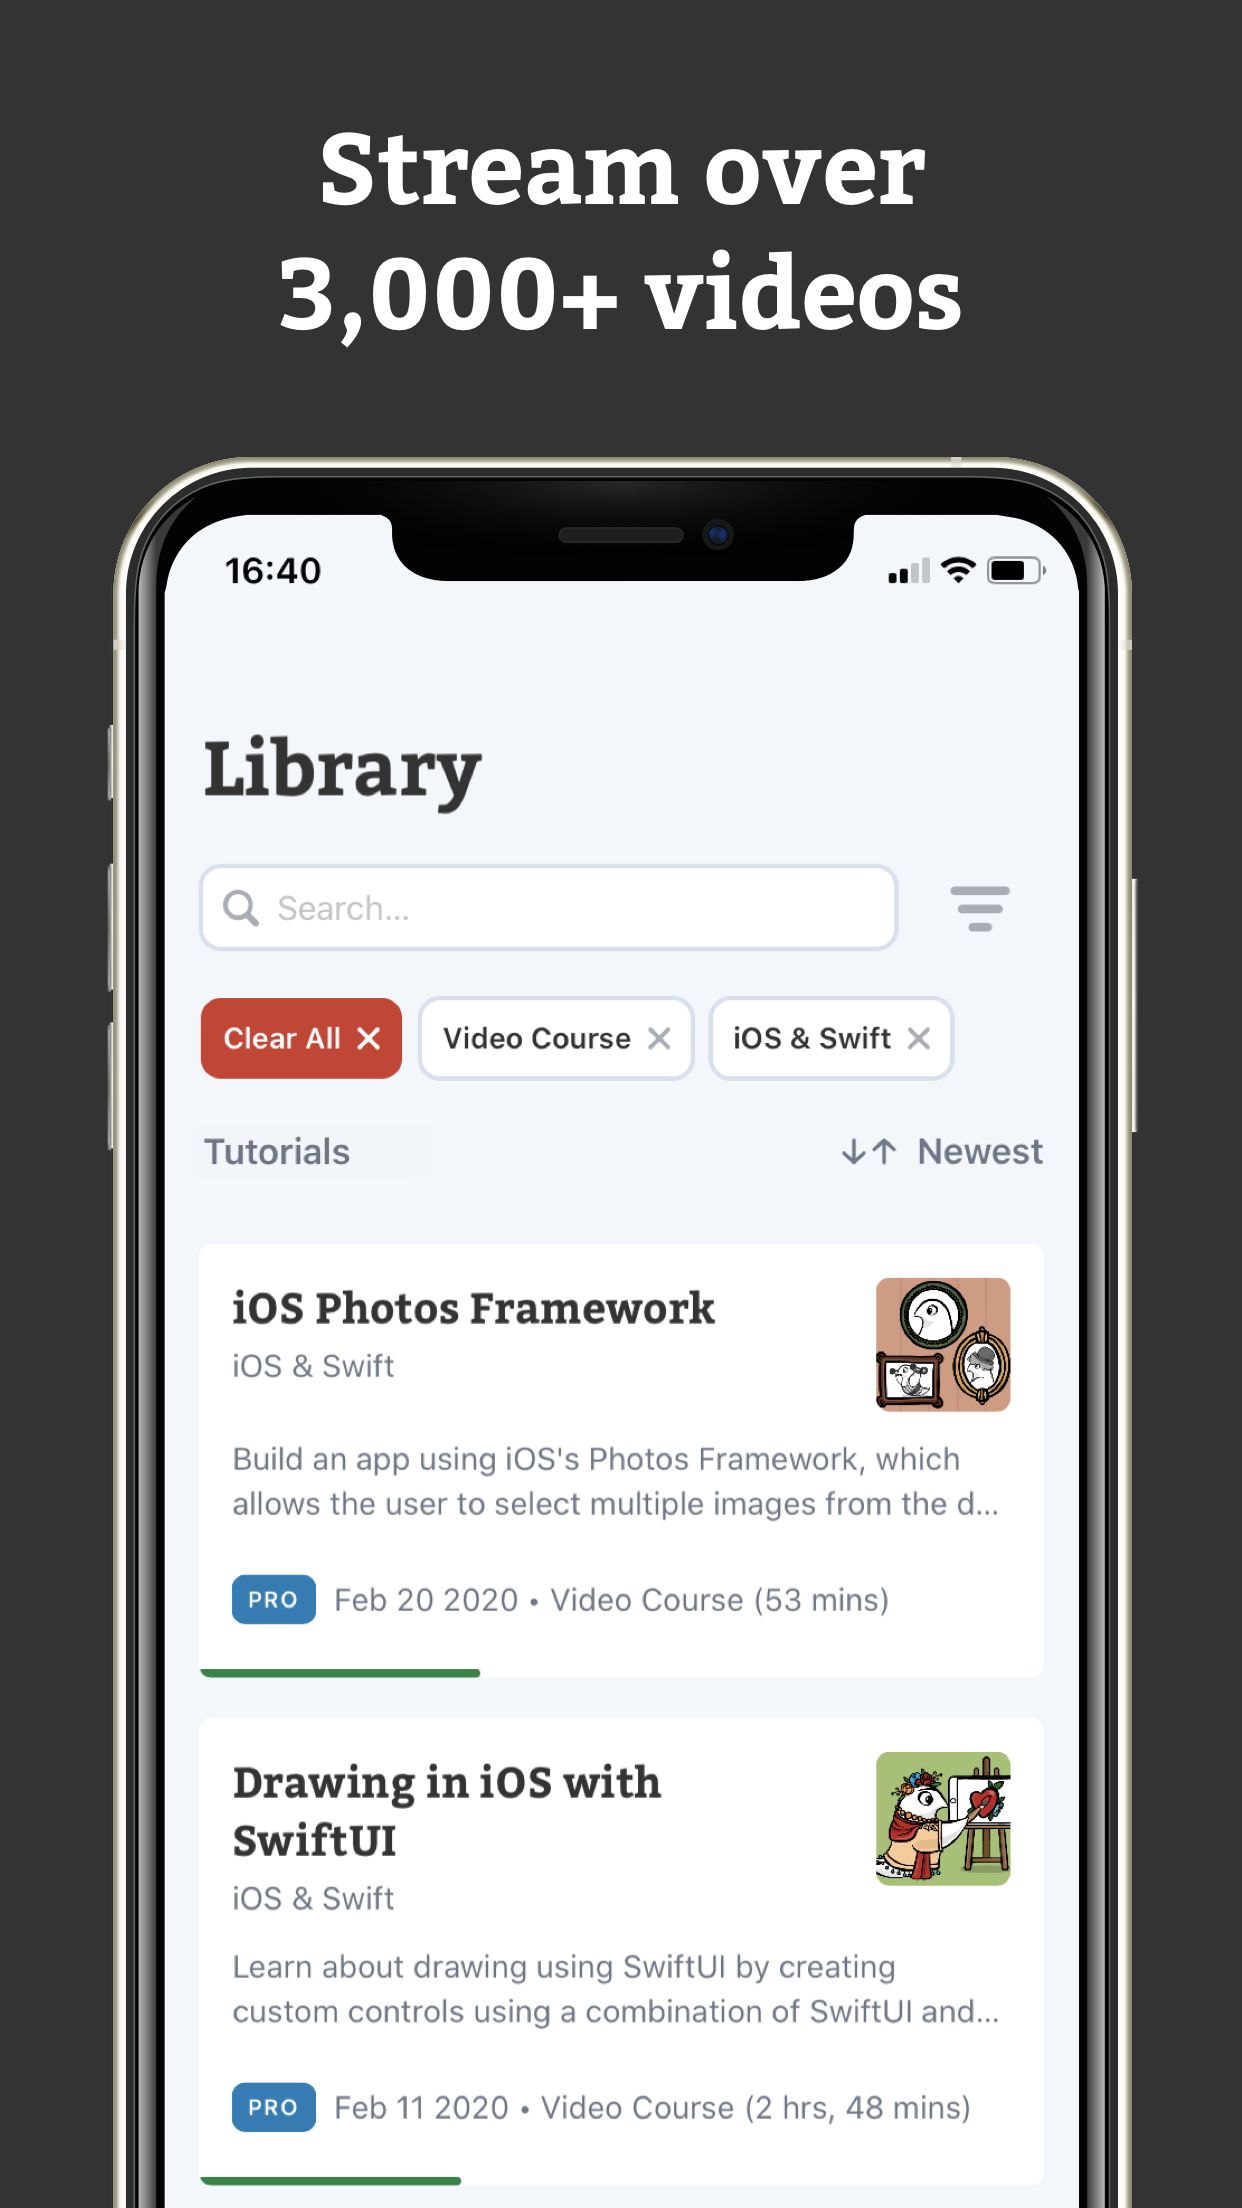 Stream over
3,000+ videos
16:40
Library
Search...
Clear All ✕ Video Course ✕ iOS & Swift ✕
Tutorials ↓↑ Newest
iOS Photos Framework
iOS & Swift
Build an app using iOS's Photos Framework, which
allows the user to select multiple images from the d...
PRO Feb 20 2020 • Video Course (53 mins)
Drawing in iOS with
SwiftUI
iOS & Swift
Learn about drawing using SwiftUI by creating
custom controls using a combination of SwiftUI and...
PRO Feb 11 2020 • Video Course (2 hrs, 48 mins)